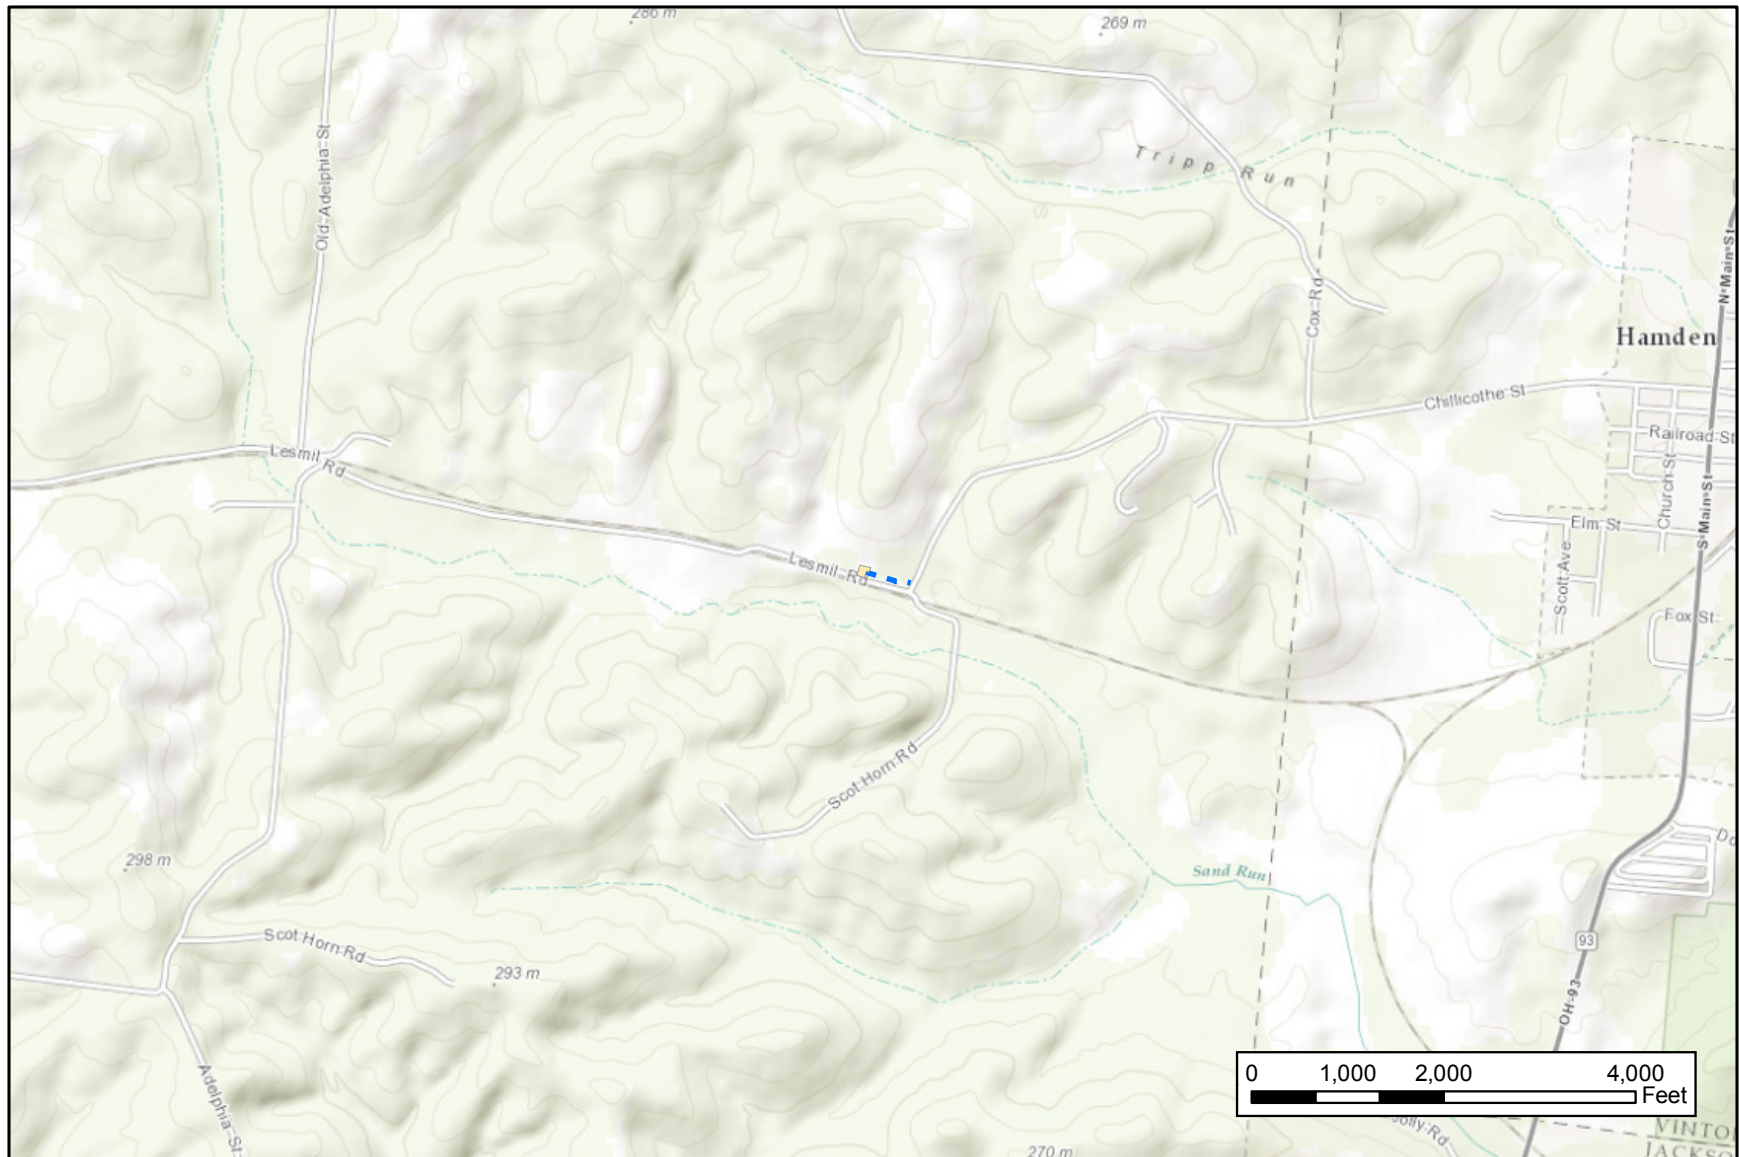 286 m
269 m
Tripp Run
Old Adelphia St
N Main St
Cox Rd
Hamden
Chillicothe St
Railroad St
Lesmil Rd
Church St
S Main St
Elm St
Scott Ave
Lesmil Rd
Fox St
Scot Horn Rd
298 m
Sand Run
Scot Horn Rd
93
293 m
OH-93
Adelphia St
0 1,000 2,000 4,000
Feet
olly Rd
VINTO
JACKSO
270 m